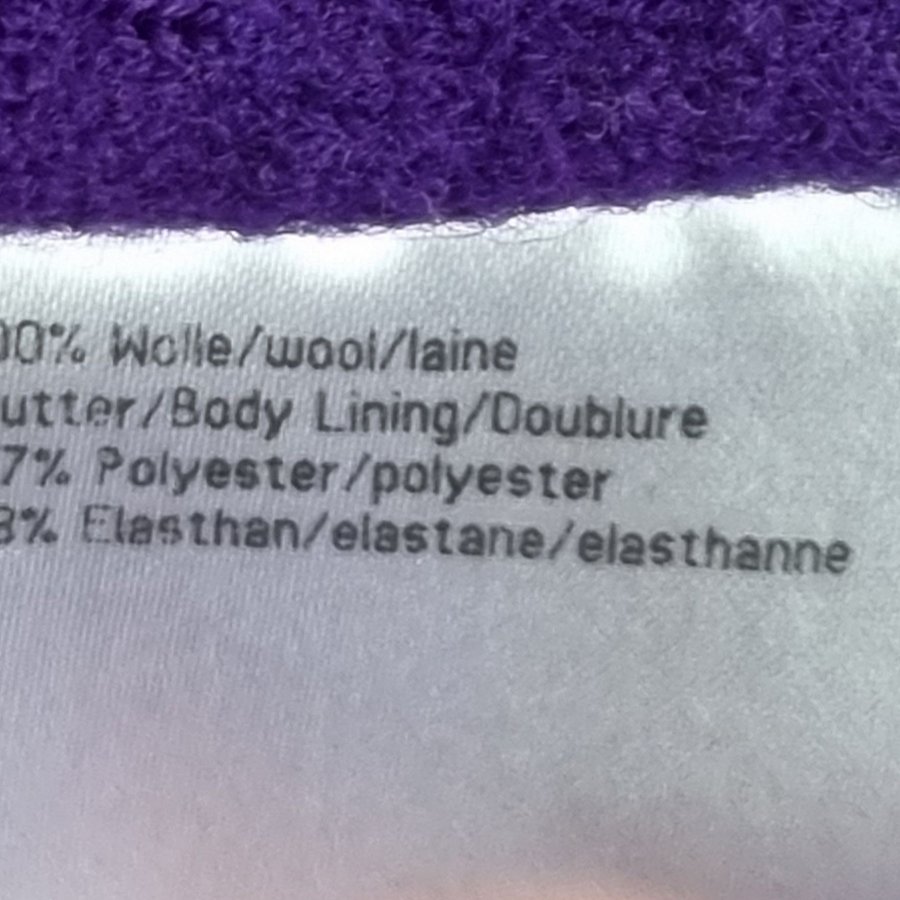 00% Wolle/wool/laine
utter/Body Lining/Doublure
7% Polyester/polyester
3% Elasthan/elastane/elasthanne